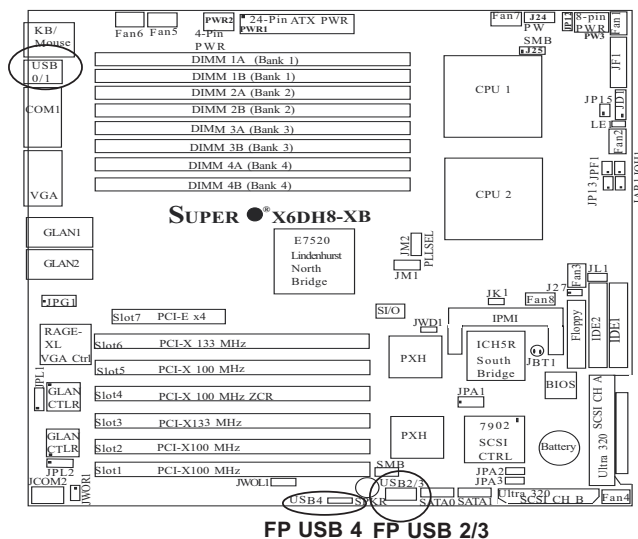 KB/
Mouse
Fan6
Fan5
PWR2
4-Pin
PWR
24-Pin ATX PWR
PWR1
Fan7
J24
PW
SMB
J25
JP12
8-pin
PWR
PW3
Fan1
USB
0/1
DIMM 1A (Bank 1)
DIMM 1B (Bank 1)
DIMM 2A (Bank 2)
DIMM 2B (Bank 2)
DIMM 3A (Bank 3)
DIMM 3B (Bank 3)
DIMM 4A (Bank 4)
DIMM 4B (Bank 4)
CPU 1
JF1
JP15
JD1
LE1
Fan2
COM1
VGA
CPU 2
JPF1
JP13
JOH1
JAP1
SUPER ®X6DH8-XB
GLAN1
GLAN2
E7520
Lindenhurst
North
Bridge
JM2
PLLSEL
JM1
Fan3
JL1
J27
JK1
Fan8
JPG1
Slot7 PCI-E x4
SI/O
JWD1
IPMI
Floppy
IDE2
IDE1
RAGE-
XL
VGA Ctrl
Slot6 PCI-X 133 MHz
Slot5 PCI-X 100 MHz
PXH
ICH5R
South
Bridge
JBT1
JPL1
GLAN
CTLR
Slot4 PCI-X 100 MHz ZCR
JPA1
BIOS
Ultra 320 SCSI CH A
Slot3 PCI-X133 MHz
GLAN
CTLR
Slot2 PCI-X100 MHz
PXH
7902
SCSI
CTRL
Battery
JPL2
Slot1 PCI-X100 MHz
SMB
JPA2
JPA3
JCOM2
JWOR1
JWOL1
USB4
SPKR
USB2/3
SATA0
SATA1
Ultra 320
SCSI CH B
Fan4
FP USB 4 FP USB 2/3